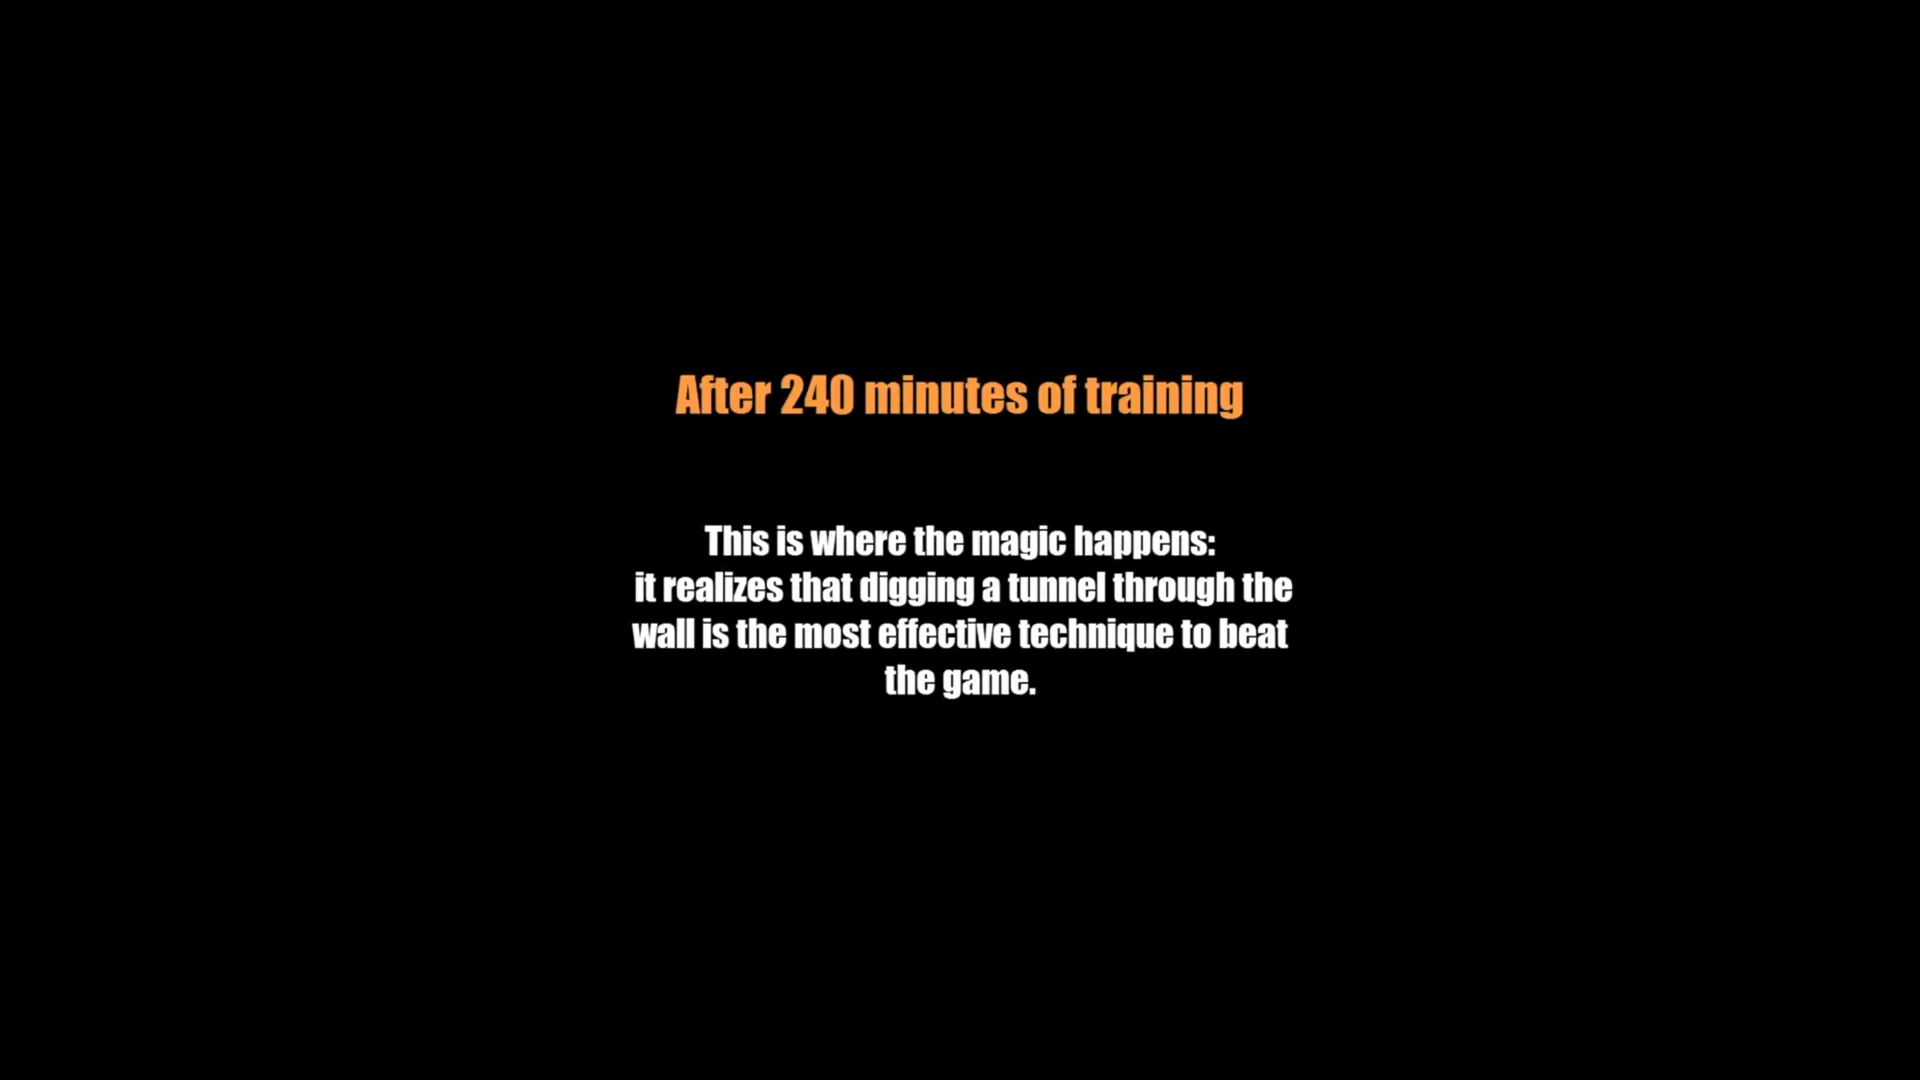 After 240 minutes of training
This is where the magic happens:
it realizes that digging a tunnel through the
wall is the most effective technique to beat
the game.